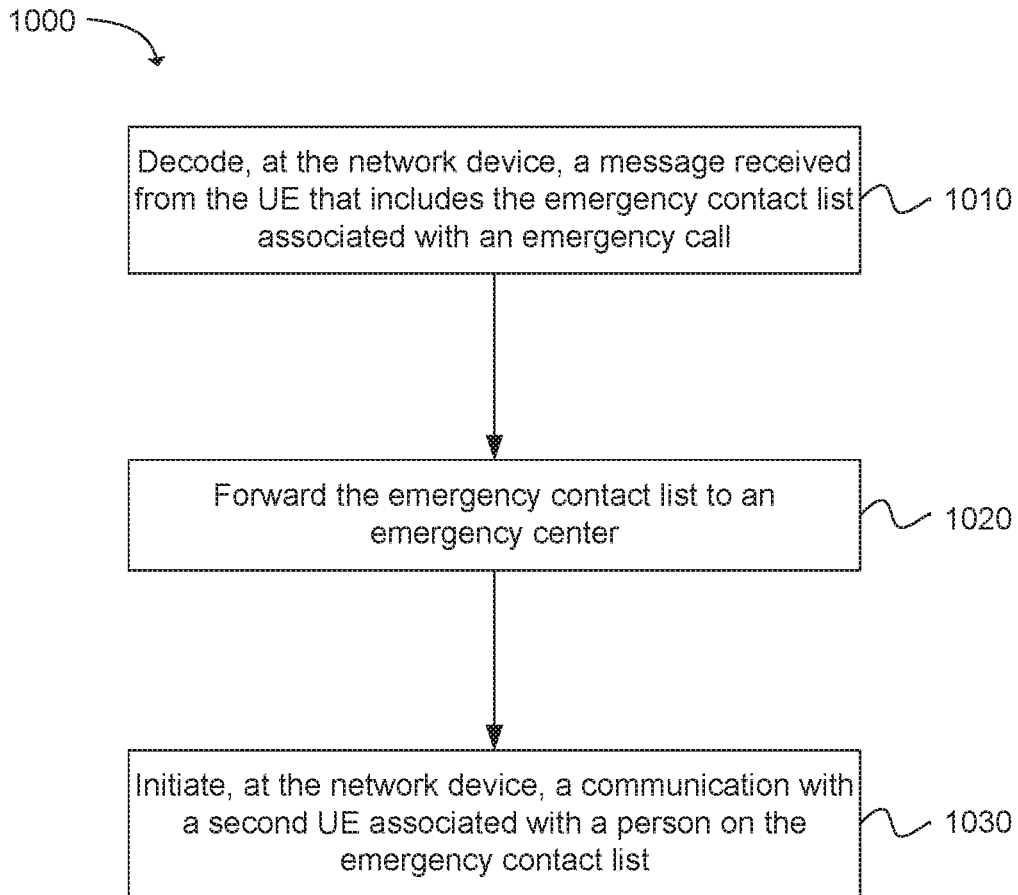 1000
Decode, at the network device, a message received
from the UE that includes the emergency contact list
associated with an emergency call
1010
Forward the emergency contact list to an
emergency center
1020
Initiate, at the network device, a communication with
a second UE associated with a person on the
emergency contact list
1030